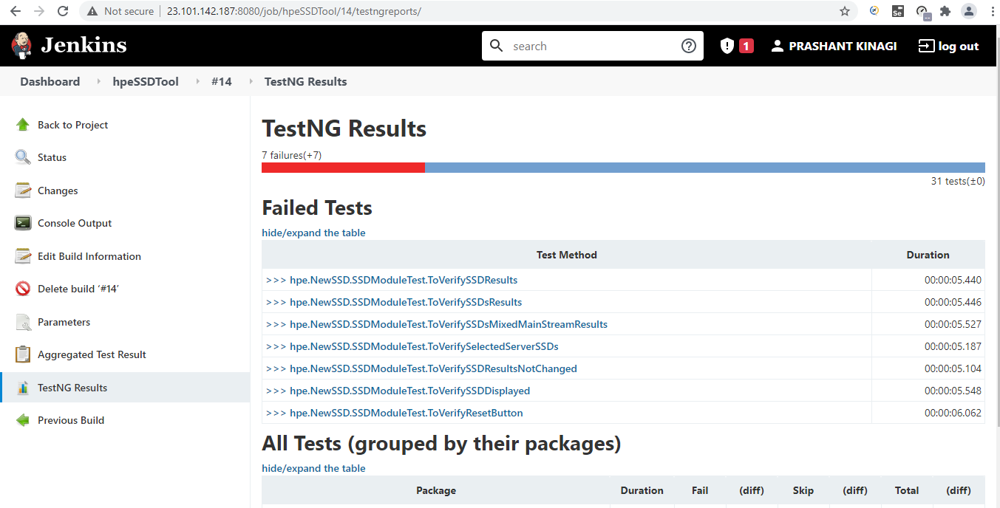 Not secure | 23.101.142.187:8080/job/hpeSSDTool/14/testngreports/
Se
Jenkins
search
1
PRASHANT KINAGI
log out
Dashboard
hpeSSDTool
#14
TestNG Results
Back to Project
Status
Changes
Console Output
Edit Build Information
Delete build ‘#14’
Parameters
Aggregated Test Result
TestNG Results
Previous Build
TestNG Results
7 failures(+7)
31 tests(±0)
Failed Tests
hide/expand the table
Test Method Duration
>>> hpe.NewSSD.SSDModuleTest.ToVerifySSDResults 00:00:05.440
>>> hpe.NewSSD.SSDModuleTest.ToVerifySSDsResults 00:00:05.446
>>> hpe.NewSSD.SSDModuleTest.ToVerifySSDsMixedMainStreamResults 00:00:05.527
>>> hpe.NewSSD.SSDModuleTest.ToVerifySelectedServerSSDs 00:00:05.187
>>> hpe.NewSSD.SSDModuleTest.ToVerifySSDResultsNotChanged 00:00:05.104
>>> hpe.NewSSD.SSDModuleTest.ToVerifySSDDisplayed 00:00:05.548
>>> hpe.NewSSD.SSDModuleTest.ToVerifyResetButton 00:00:06.062
All Tests (grouped by their packages)
hide/expand the table
Package Duration Fail (diff) Skip (diff) Total (diff)